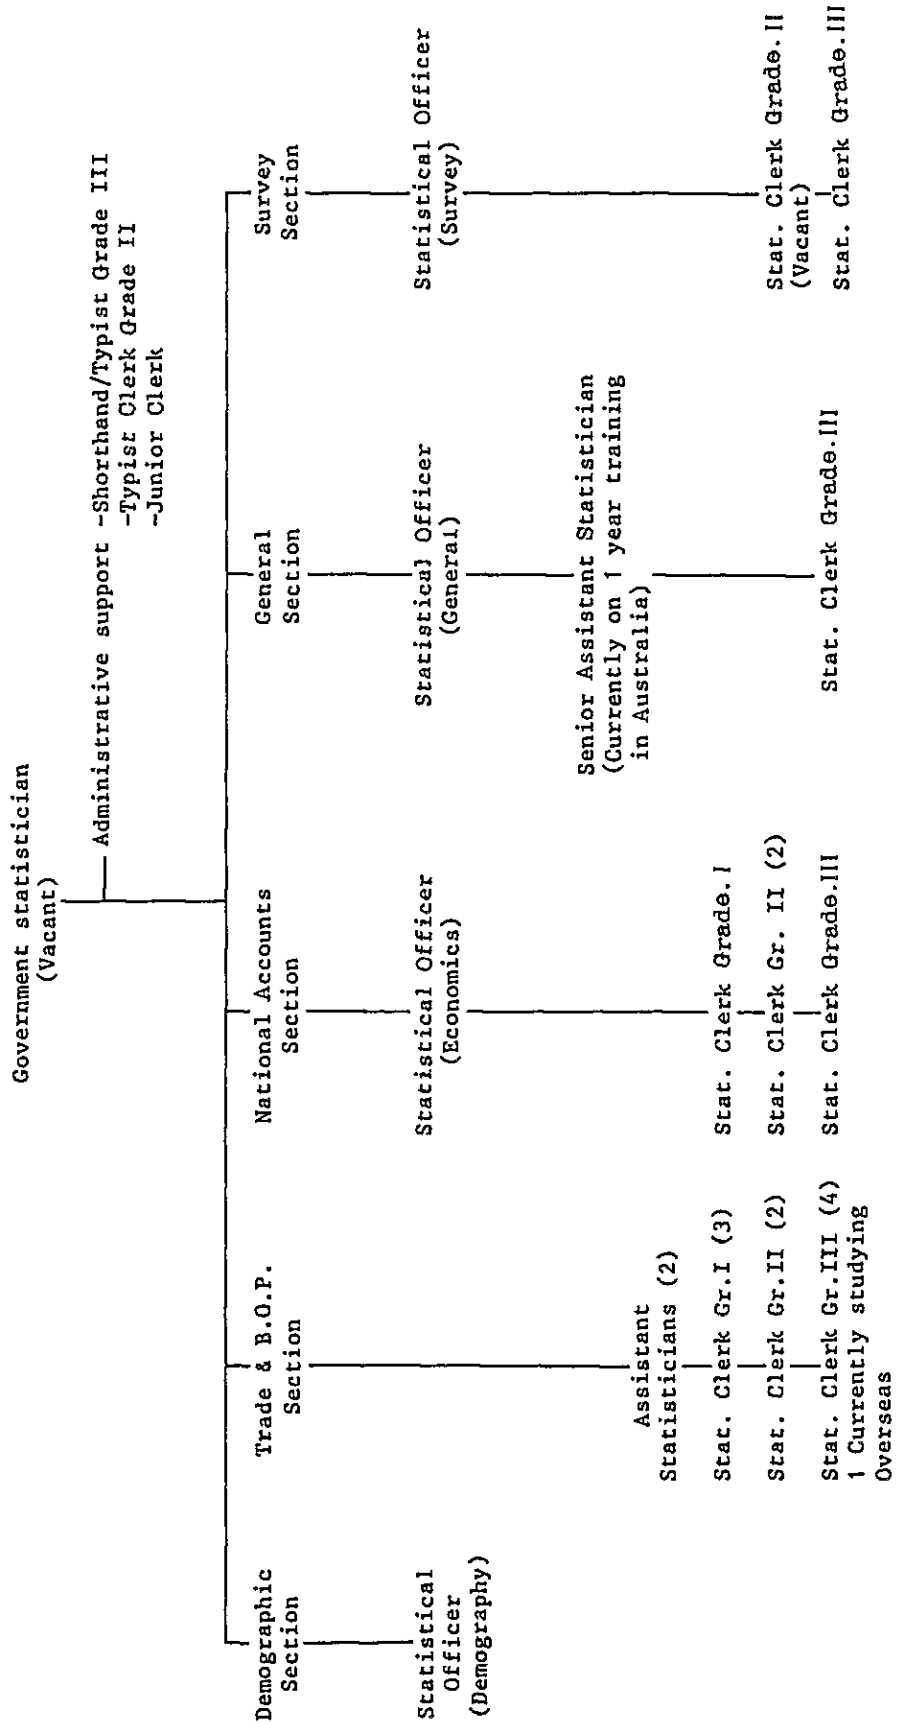 Government statistician
(Vacant)
Administrative support -Shorthand/Typist Grade III
-Typist Clerk Grade II
-Junior Clerk
Demographic
Section
Statistical
Officer
(Demography)
Trade & B.O.P.
Section
Assistant
Statisticians (2)
Stat. Clerk Gr.I (3)
Stat. Clerk Gr.II (2)
Stat. Clerk Gr.III (4)
1 Currently studying
Overseas
National Accounts
Section
Statistical Officer
(Economics)
Stat. Clerk Grade.I
Stat. Clerk Gr. II (2)
Stat. Clerk Grade.III
General
Section
Statistical Officer
(General)
Senior Assistant Statistician
(Currently on 1 year training
in Australia)
Stat. Clerk Grade.III
Survey
Section
Statistical Officer
(Survey)
Stat. Clerk Grade.II
(Vacant)
Stat. Clerk Grade.III